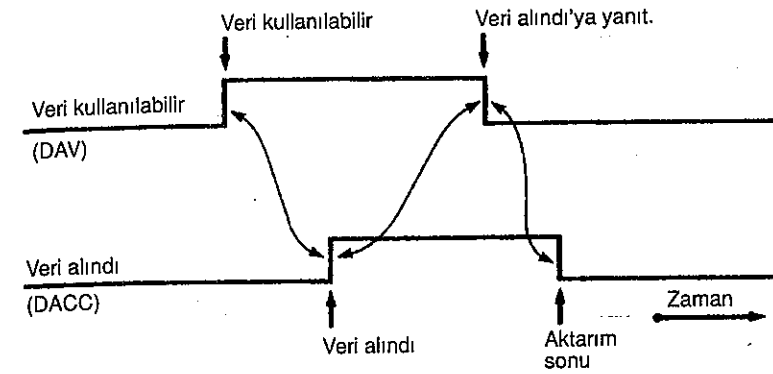 Veri kullanılabilir
Veri alındı'ya yanıt.
Veri kullanılabilir
(DAV)
Veri alındı
(DACC)
Zaman
Veri alındı
Aktarım
sonu